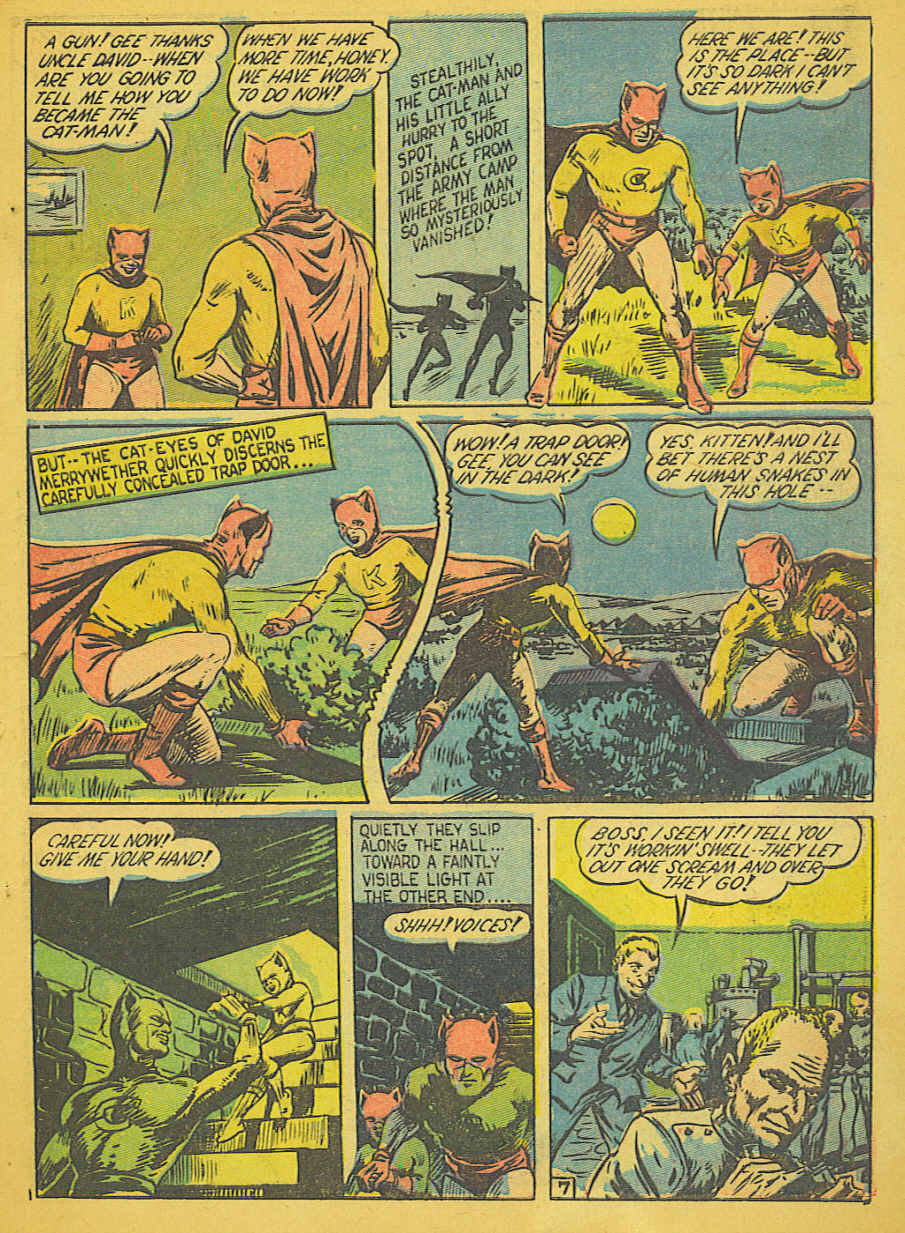 A GUN! GEE THANKS
UNCLE DAVID--WHEN
ARE YOU GOING TO
TELL ME HOW YOU
BECAME THE
CAT-MAN!
WHEN WE HAVE
MORE TIME, HONEY.
WE HAVE WORK
TO DO NOW!
K
STEALTHILY,
THE CAT-MAN AND
HIS LITTLE ALLY
HURRY TO THE
SPOT, A SHORT
DISTANCE FROM
THE ARMY CAMP
WHERE THE MAN
SO MYSTERIOUSLY
VANISHED!
HERE WE ARE! THIS
IS THE PLACE--BUT
IT'S SO DARK I CAN'T
SEE ANYTHING!
C
K
BUT--THE CAT-EYES OF DAVID
MERRYWETHER QUICKLY DISCERNS THE
CAREFULLY CONCEALED TRAP DOOR...
K
WOW! A TRAP DOOR!
GEE, YOU CAN SEE
IN THE DARK!
YES, KITTEN! AND I'LL
BET THERE'S A NEST
OF HUMAN SNAKES IN
THIS HOLE--
CAREFUL NOW!
GIVE ME YOUR HAND!
QUIETLY THEY SLIP
ALONG THE HALL...
TOWARD A FAINTLY
VISIBLE LIGHT AT
THE OTHER END....
SHHH! VOICES!
BOSS, I SEEN IT! I TELL YOU
IT'S WORKIN' SWELL--THEY LET
OUT ONE SCREAM AND OVER
THEY GO!
7